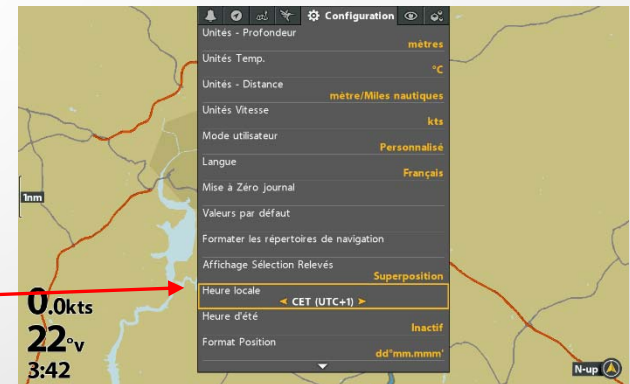 Configuration
Unités - Profondeur
mètres
Unités Temp.
°C
Unités - Distance
mètre/Miles nautiques
Unités Vitesse
kts
Mode utilisateur
Personnalisé
Langue
Français
Mise à Zéro journal
Valeurs par défaut
Formater les répertoires de navigation
Affichage Sélection Relevés
Superposition
Heure locale
CET (UTC+1)
Heure d'été
Inactif
Format Position
dd°mm.mmm'
1nm
0.0kts
22°v
3:42
N-up